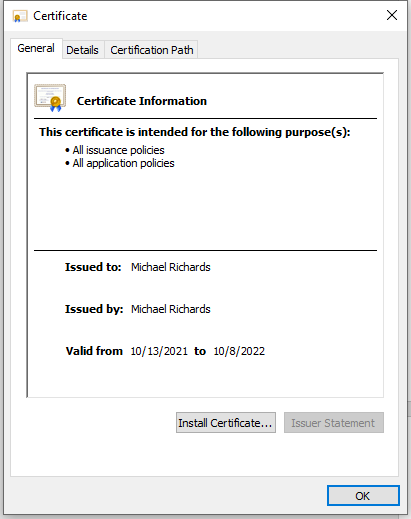 Certificate
General Details Certification Path
Certificate Information
This certificate is intended for the following purpose(s):
• All issuance policies
• All application policies
Issued to: Michael Richards
Issued by: Michael Richards
Valid from 10/13/2021 to 10/8/2022
Install Certificate... Issuer Statement
OK